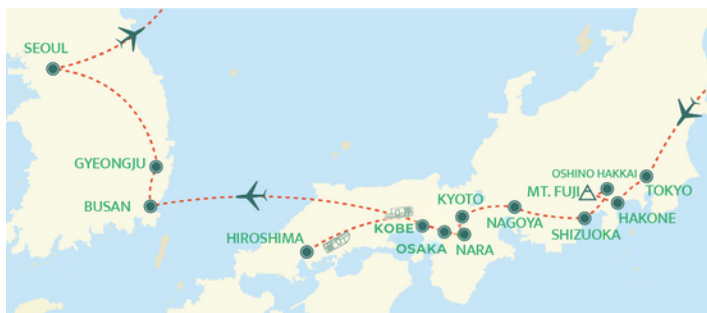 SEOUL
GYEONGJU
BUSAN
HIROSHIMA
KOBE
OSAKA
KYOTO
NARA
NAGOYA
SHIZUOKA
OSHINO HAKKAI
MT. FUJI
HAKONE
TOKYO